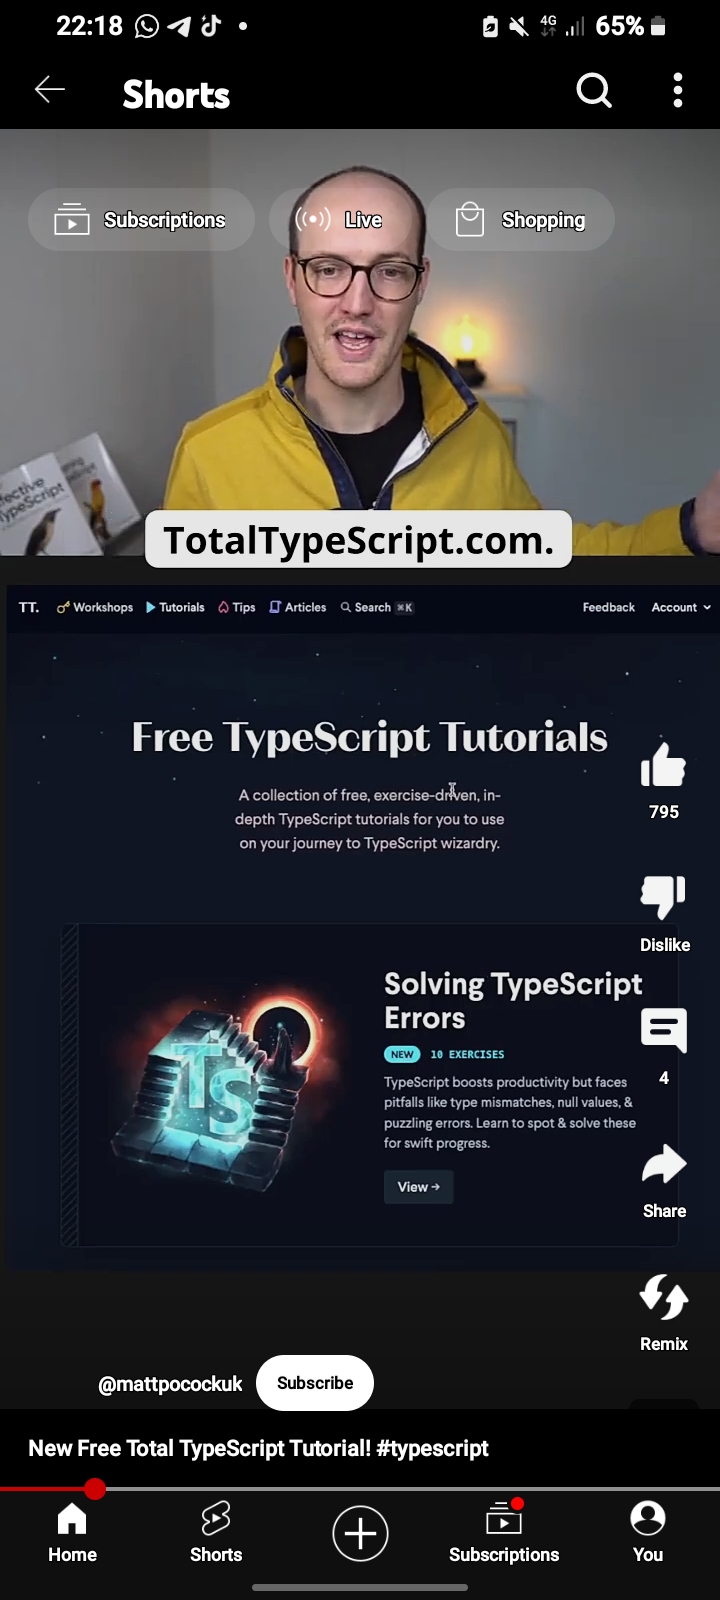 22:18
4G
65%
Shorts
Subscriptions
Live
Shopping
TypeScript
TotalTypeScript.com.
TT.
Workshops
Tutorials
Tips
Articles
Search ⌘K
Feedback
Account
Free TypeScript Tutorials
A collection of free, exercise-driven, in-
depth TypeScript tutorials for you to use
on your journey to TypeScript wizardry.
TS
Solving TypeScript
Errors
NEW
10 EXERCISES
TypeScript boosts productivity but faces
pitfalls like type mismatches, null values, &
puzzling errors. Learn to spot & solve these
for swift progress.
View →
795
Dislike
4
Share
Remix
@mattpocockuk
Subscribe
New Free Total TypeScript Tutorial! #typescript
Home
Shorts
Subscriptions
You